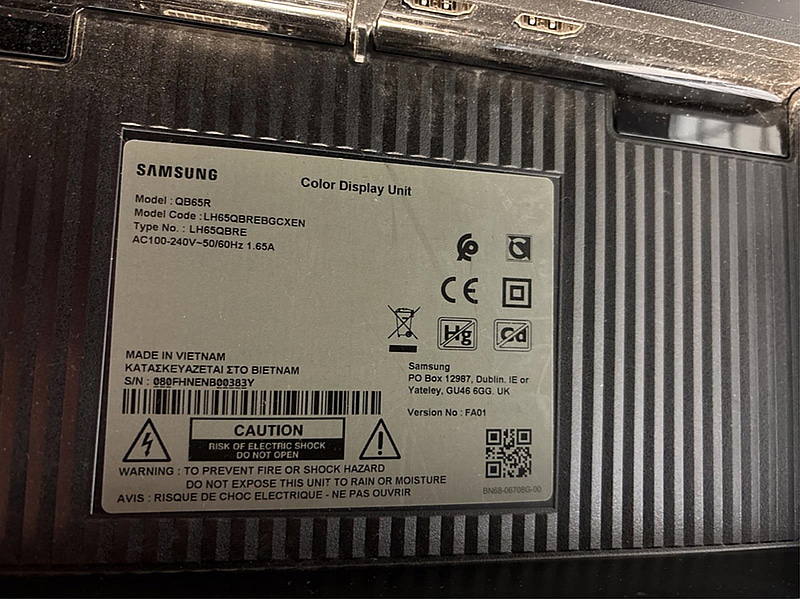 SAMSUNG
Color Display Unit
Model : QB65R
Model Code : LH65QBREBGCXEN
Type No. : LH65QBRE
AC100-240V~50/60Hz 1.65A
CE
Hg
Cd
MADE IN VIETNAM
ΚΑΤΑΣΚΕΥΑΖΕΤΑΙ ΣΤΟ ΒΙΕΤΝΑΜ
S/N : 080FHNENB00383Y
Samsung
PO Box 12987, Dublin. IE or
Yateley, GU46 6GG. UK
Version No : FA01
CAUTION
RISK OF ELECTRIC SHOCK
DO NOT OPEN
WARNING : TO PREVENT FIRE OR SHOCK HAZARD
DO NOT EXPOSE THIS UNIT TO RAIN OR MOISTURE
AVIS : RISQUE DE CHOC ELECTRIQUE - NE PAS OUVRIR
BN68-06708G-00